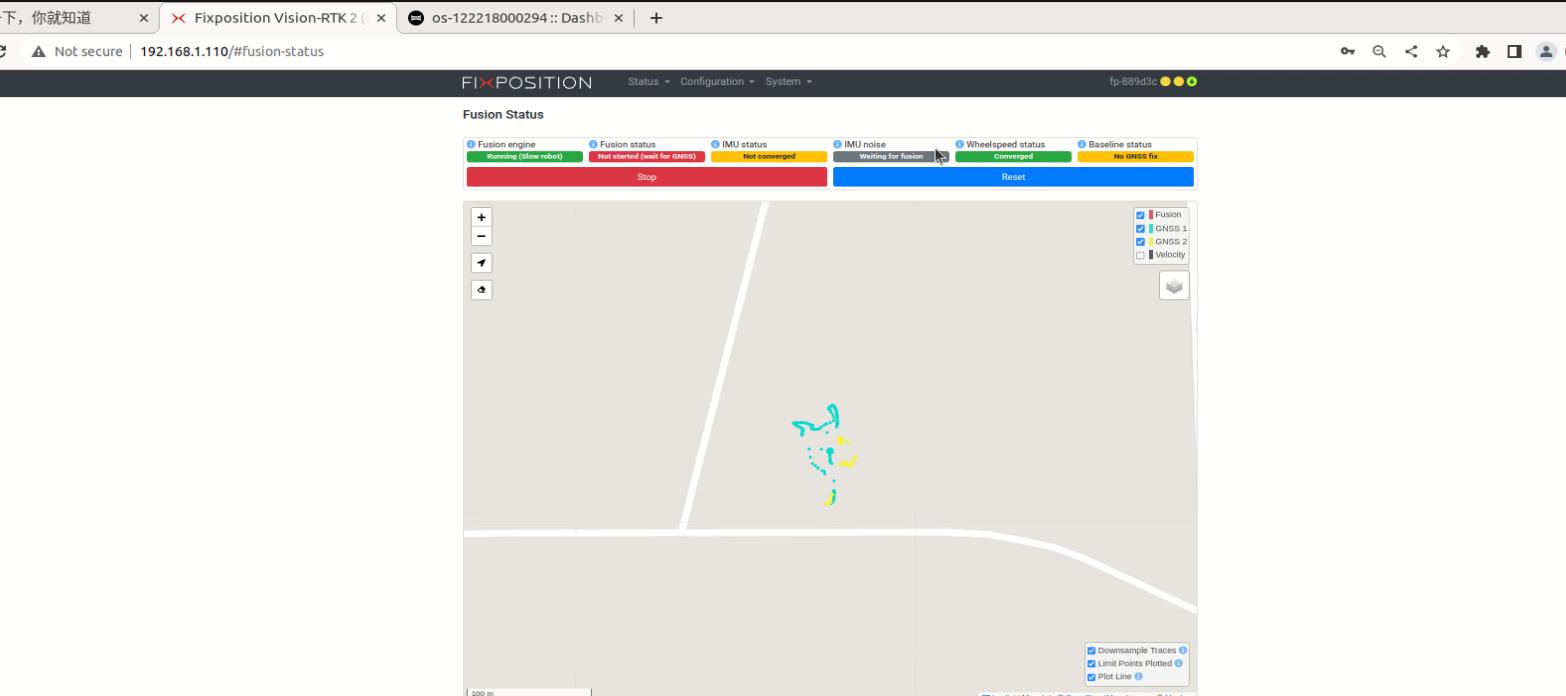 下，你就知道
Fixposition Vision-RTK 2
os-122218000294 :: Dashb
Not secure 192.168.1.110/#fusion-status
FIXPOSITION Status Configuration System fp-889d3c
Fusion Status
Fusion engine Fusion status IMU status IMU noise Wheelspeed status Baseline status
Running (Slow robot) Not started (wait for GNSS) Not converged Waiting for fusion Converged No GNSS fix
Stop Reset
+
−
Fusion
GNSS 1
GNSS 2
Velocity
Downsample Traces
Limit Points Plotted
Plot Line
100 m